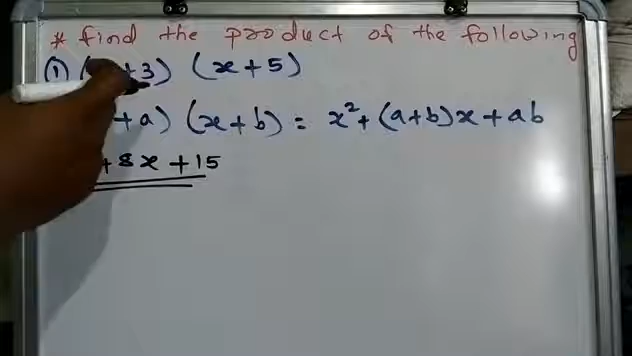 * Find the product of the following
① +3) (x+5)
+a) (x+b) = x²+(a+b)x+ab
+8x+15